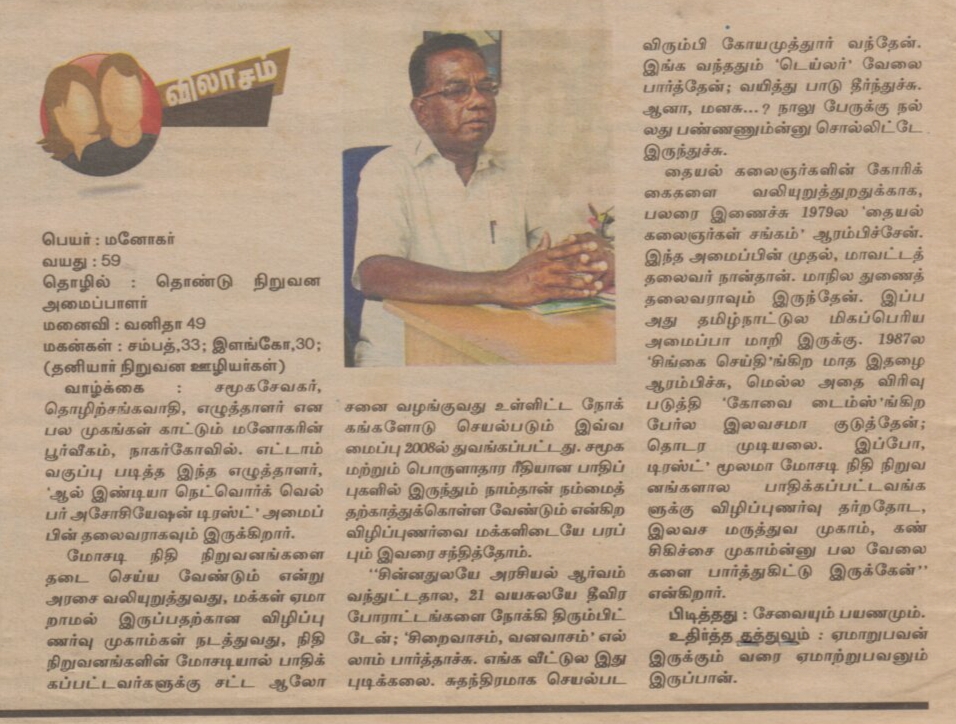 விலாசம்
பெயர் : மனோகர்
வயது : 59
தொழில் : தொண்டு நிறுவன
அமைப்பாளர்
மனைவி : வனிதா 49
மகன்கள் : சம்பத்,33; இளங்கோ,30;
(தனியார் நிறுவன ஊழியர்கள்)
வாழ்க்கை : சமூகசேவகர்,
தொழிற்சங்கவாதி, எழுத்தாளர் என
பல முகங்கள் காட்டும் மனோகரின்
பூர்வீகம், நாகர்கோவில். எட்டாம்
வகுப்பு படித்த இந்த எழுத்தாளர்,
'ஆல் இண்டியா நெட்வொர்க் வெல்
பர் அசோசியேஷன் டிரஸ்ட்' அமைப்
பின் தலைவராகவும் இருக்கிறார்.
மோசடி நிதி நிறுவனங்களை
தடை செய்ய வேண்டும் என்று
அரசை வலியுறுத்துவது, மக்கள் ஏமா
றாமல் இருப்பதற்கான விழிப்பு
ணர்வு முகாம்கள் நடத்துவது, நிதி
நிறுவனங்களின் மோசடியால் பாதிக்
கப்பட்டவர்களுக்கு சட்ட ஆலோ
சனை வழங்குவது உள்ளிட்ட நோக்
கங்களோடு செயல்படும் இவ்வ
மைப்பு 2008ல் துவங்கப்பட்டது. சமூக
மற்றும் பொருளாதார ரீதியான பாதிப்
புகளில் இருந்தும் நாம்தான் நம்மைத்
தற்காத்துக்கொள்ள வேண்டும் என்கிற
விழிப்புணர்வை மக்களிடையே பரப்
பும் இவரை சந்தித்தோம்.
"சின்னதுலயே அரசியல் ஆர்வம்
வந்துட்டதால, 21 வயசுலயே தீவிர
போராட்டங்களை நோக்கி திரும்பிட்
டேன்; 'சிறைவாசம், வனவாசம்' எல்
லாம் பார்த்தாச்சு. எங்க வீட்டுல இது
புடிக்கலை. சுதந்திரமாக செயல்பட
விரும்பி கோயமுத்தூர் வந்தேன்.
இங்க வந்ததும் 'டெய்லர்' வேலை
பார்த்தேன்; வயித்து பாடு தீர்ந்துச்சு.
ஆனா, மனசு...? நாலு பேருக்கு நல்
லது பண்ணணும்ன்னு சொல்லிட்டே
இருந்துச்சு.
தையல் கலைஞர்களின் கோரிக்
கைகளை வலியுறுத்துறதுக்காக,
பலரை இணைச்சு 1979ல 'தையல்
கலைஞர்கள் சங்கம்' ஆரம்பிச்சேன்.
இந்த அமைப்பின் முதல், மாவட்டத்
தலைவர் நான்தான். மாநில துணைத்
தலைவராவும் இருந்தேன். இப்ப
அது தமிழ்நாட்டுல மிகப்பெரிய
அமைப்பா மாறி இருக்கு. 1987ல
'சிங்கை செய்தி'ங்கிற மாத இதழை
ஆரம்பிச்சு, மெல்ல அதை விரிவு
படுத்தி 'கோவை டைம்ஸ்'ங்கிற
பேர்ல இலவசமா குடுத்தேன்;
தொடர முடியலை. இப்போ,
டிரஸ்ட்' மூலமா மோசடி நிதி நிறுவ
னங்களால பாதிக்கப்பட்டவங்க
ளுக்கு விழிப்புணர்வு தர்றதோட,
இலவச மருத்துவ முகாம், கண்
சிகிச்சை முகாம்ன்னு பல வேலை
களை பார்த்துகிட்டு இருக்கேன்''
என்கிறார்.
பிடித்தது : சேவையும் பயணமும்.
உதிர்த்த தத்துவம் : ஏமாறுபவன்
இருக்கும் வரை ஏமாற்றுபவனும்
இருப்பான்.